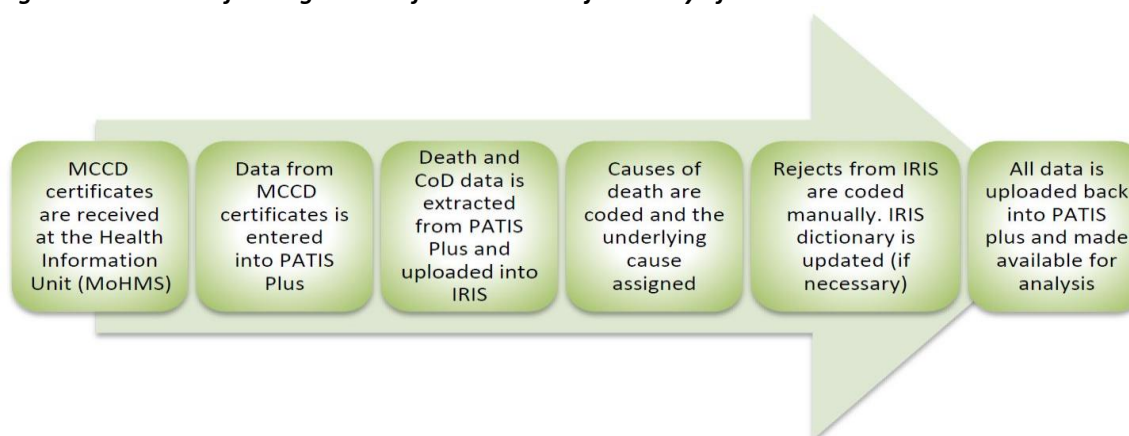 MCCD
certificates
are received
at the Health
Information
Unit (MoHMS)
Data from
MCCD
certificates is
entered
into PATIS
Plus
Death and
CoD data is
extracted
from PATIS
Plus and
uploaded into
IRIS
Causes of
death are
coded and the
underlying
cause
assigned
Rejects from IRIS
are coded
manually. IRIS
dictionary is
updated (if
necessary)
All data is
uploaded back
into PATIS
plus and made
available for
analysis